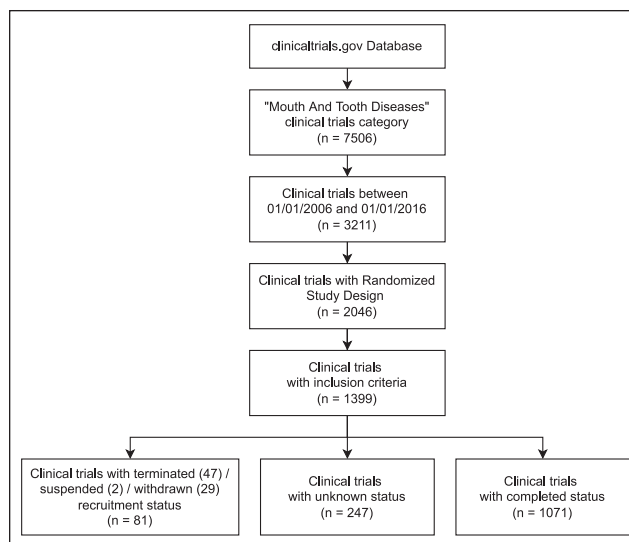 clinicaltrials.gov Database
"Mouth And Tooth Diseases"
clinical trials category
(n = 7506)
Clinical trials between
01/01/2006 and 01/01/2016
(n = 3211)
Clinical trials with Randomized
Study Design
(n = 2046)
Clinical trials
with inclusion criteria
(n = 1399)
Clinical trials with terminated (47) /
suspended (2) / withdrawn (29)
recruitment status
(n = 81)
Clinical trials
with unknown status
(n = 247)
Clinical trials
with completed status
(n = 1071)